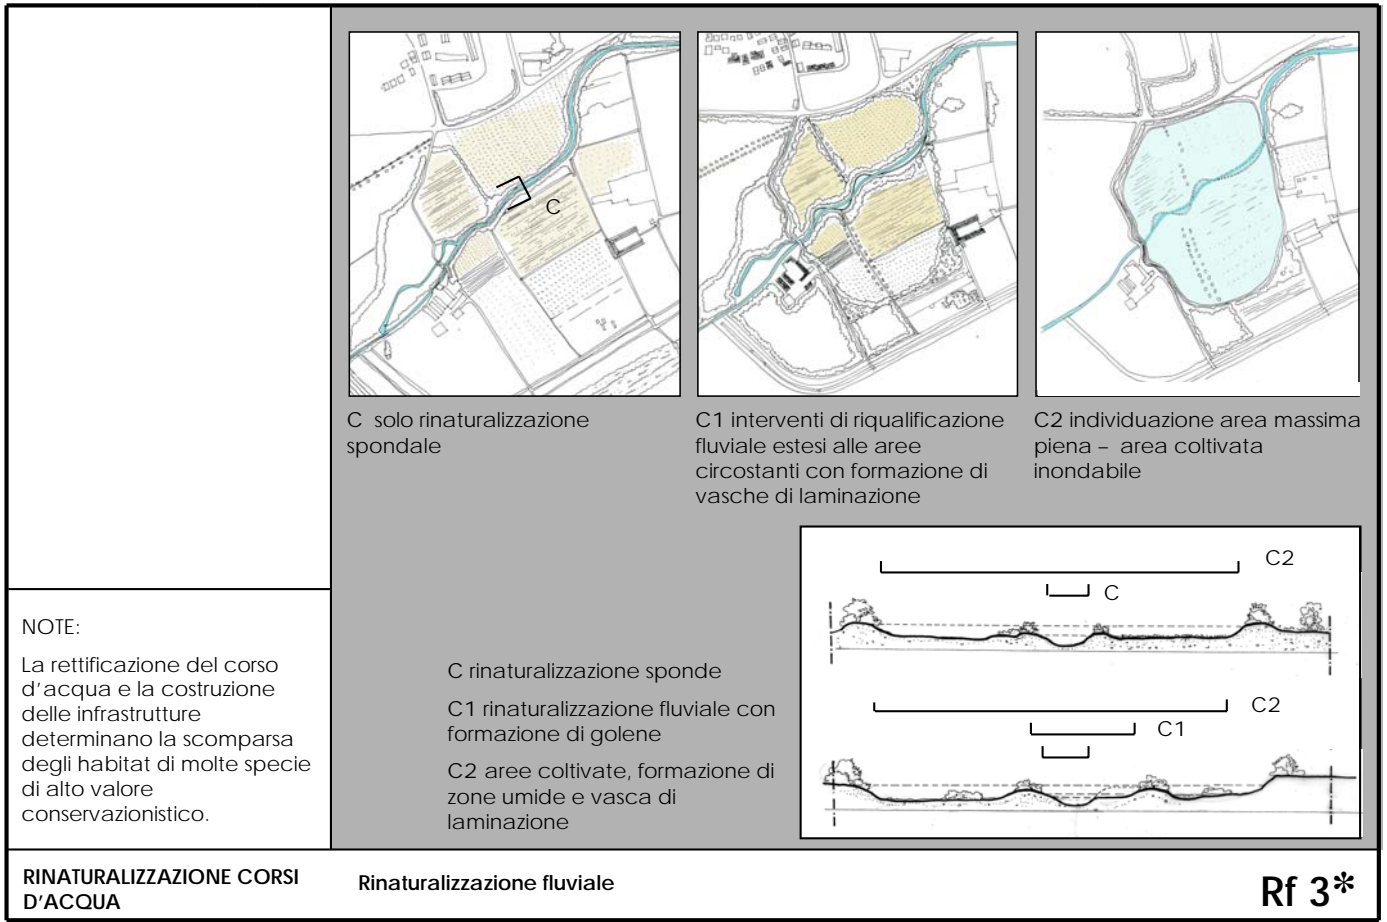 C
C solo rinaturalizzazione
spondale
C1 interventi di riqualificazione
fluviale estesi alle aree
circostanti con formazione di
vasche di laminazione
C2 individuazione area massima
piena – area coltivata
inondabile
NOTE:
La rettificazione del corso
d'acqua e la costruzione
delle infrastrutture
determinano la scomparsa
degli habitat di molte specie
di alto valore
conservazionistico.
C rinaturalizzazione sponde
C1 rinaturalizzazione fluviale con
formazione di golene
C2 aree coltivate, formazione di
zone umide e vasca di
laminazione
C2
C
C2
C1
RINATURALIZZAZIONE CORSI
D'ACQUA
Rinaturalizzazione fluviale
Rf 3*